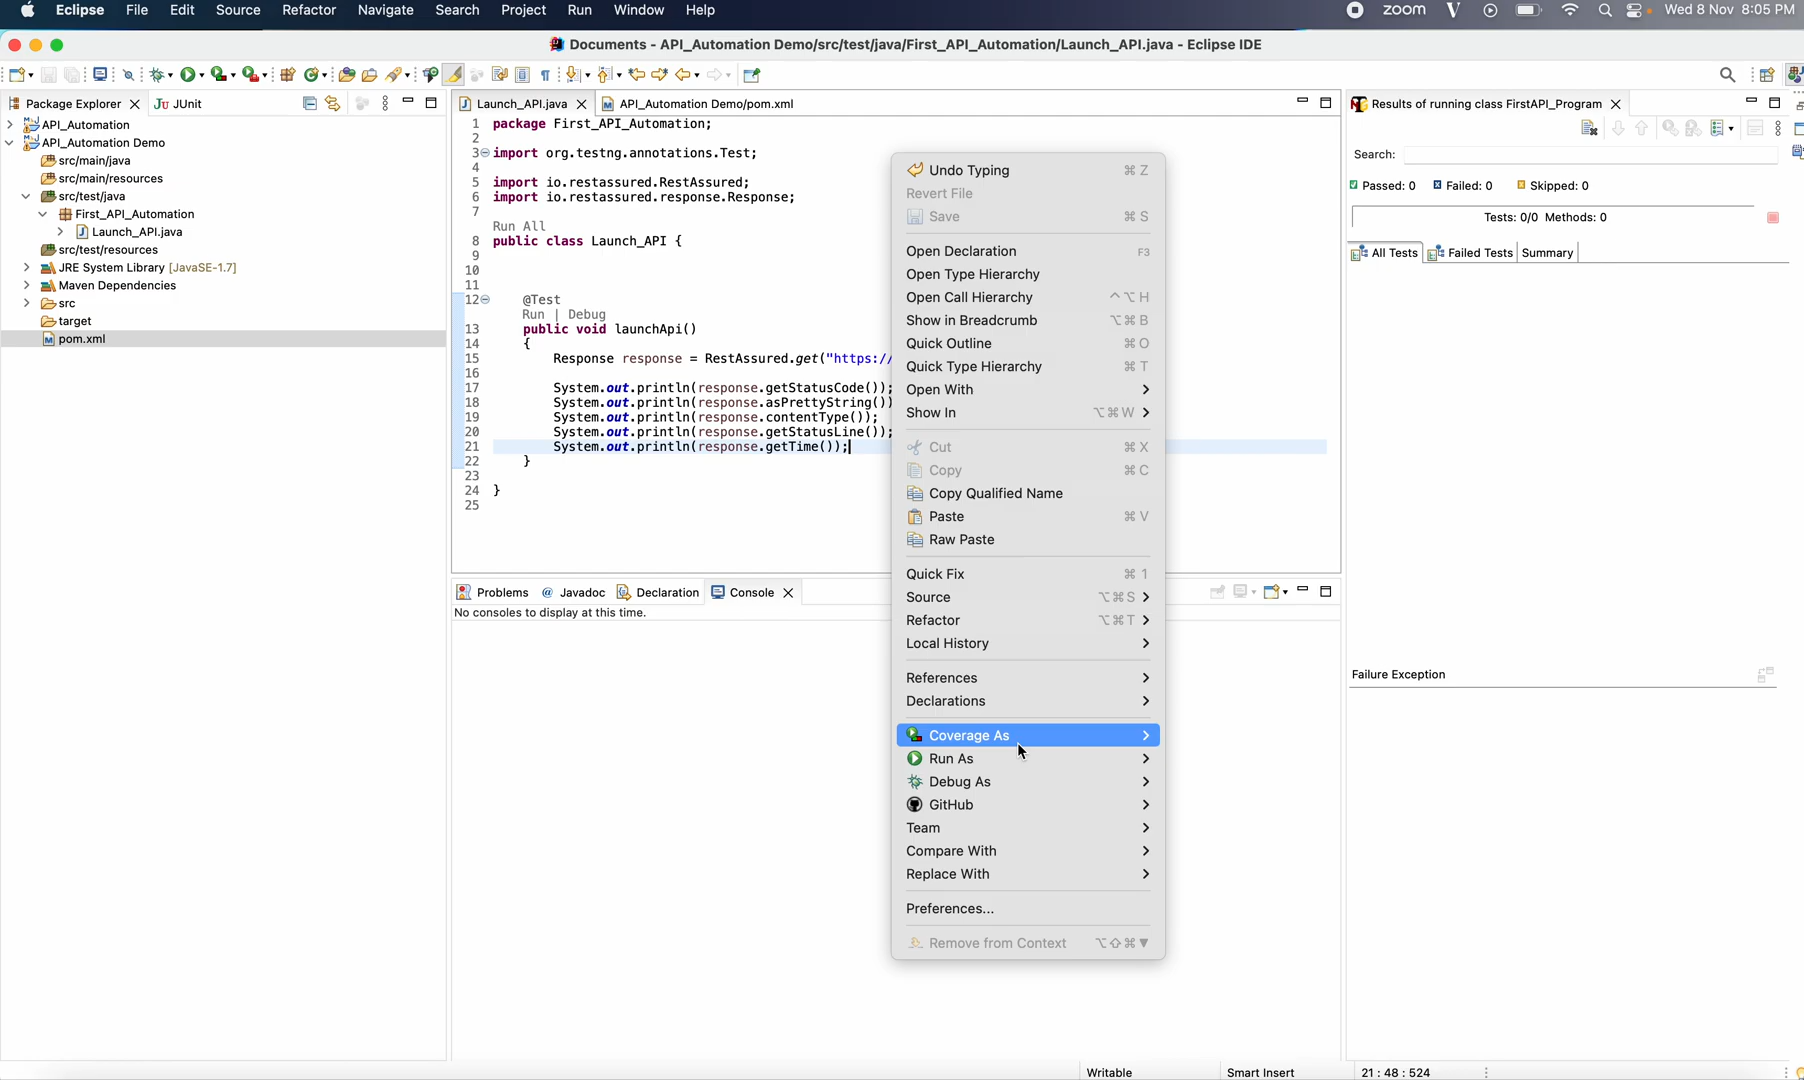 Eclipse File Edit Source Refactor Navigate Search Project Run Window Help zoom Wed 8 Nov 8:05 PM
Documents - API_Automation Demo/src/test/java/First_API_Automation/Launch_API.java - Eclipse IDE
Package Explorer
JUnit
API_Automation
API_Automation Demo
src/main/java
src/main/resources
src/test/java
First_API_Automation
Launch_API.java
src/test/resources
JRE System Library [JavaSE-1.7]
Maven Dependencies
src
target
pom.xml
Launch_API.java
API_Automation Demo/pom.xml
1 package First_API_Automation;
2
3 import org.testng.annotations.Test;
4
5 import io.restassured.RestAssured;
6 import io.restassured.response.Response;
7
Run All
8 public class Launch_API {
9
10
11
12 @Test
Run | Debug
13 public void launchApi()
14 {
15 Response response = RestAssured.get("https:/
16
17 System.out.println(response.getStatusCode());
18 System.out.println(response.asPrettyString())
19 System.out.println(response.contentType());
20 System.out.println(response.getStatusLine());
21 System.out.println(response.getTime());
22 }
23
24 }
25
Undo Typing ⌘ Z
Revert File
Save ⌘ S
Open Declaration F3
Open Type Hierarchy
Open Call Hierarchy ^ ⌥ H
Show in Breadcrumb ⌥ ⌘ B
Quick Outline ⌘ O
Quick Type Hierarchy ⌘ T
Open With
Show In ⌥ ⌘ W
Cut ⌘ X
Copy ⌘ C
Copy Qualified Name
Paste ⌘ V
Raw Paste
Quick Fix ⌘ 1
Source ⌥ ⌘ S
Refactor ⌥ ⌘ T
Local History
References
Declarations
Coverage As
Run As
Debug As
GitHub
Team
Compare With
Replace With
Preferences...
Remove from Context ⌥ ⇧ ⌘ ▼
Problems @ Javadoc Declaration Console
No consoles to display at this time.
Results of running class FirstAPI_Program
Search:
Passed: 0 Failed: 0 Skipped: 0
Tests: 0/0 Methods: 0
All Tests Failed Tests Summary
Failure Exception
Writable Smart Insert 21 : 48 : 524